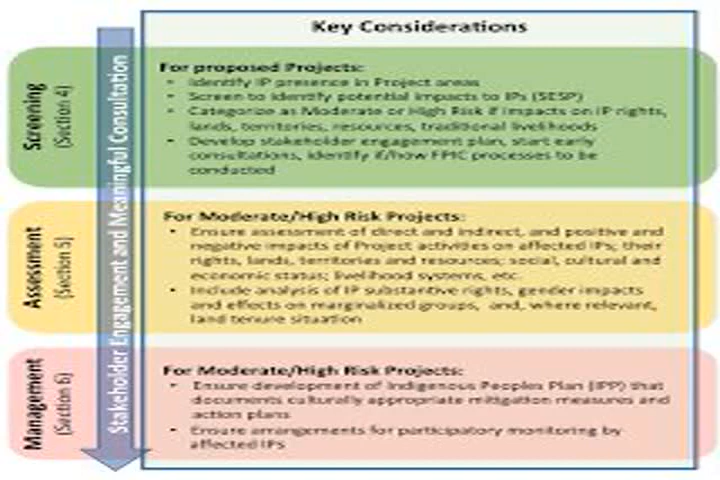 Key Considerations
Screening
(Section 4)
For proposed Projects:
• Identify IP presence in Project areas
• Screen to identify potential impacts to IPs (SESP)
• Categorize as Moderate or High Risk if impacts on IP rights,
lands, territories, resources, traditional livelihoods
• Develop stakeholder engagement plan, start early
consultations, identify if/how FPIC processes to be
conducted
Stakeholder Engagement and Meaningful Consultation
Assessment
(Section 5)
For Moderate/High Risk Projects:
• Ensure assessment of direct and indirect, and positive and
negative impacts of Project activities on affected IPs; their
rights, lands, territories and resources; social, cultural and
economic status; livelihood systems, etc.
• Include analysis of IP substantive rights, gender impacts
and effects on marginalized groups, and, where relevant,
land tenure situation
Management
(Section 6)
For Moderate/High Risk Projects:
• Ensure development of Indigenous Peoples Plan (IPP) that
documents culturally appropriate mitigation measures and
action plans
• Ensure arrangements for participatory monitoring by
affected IPs